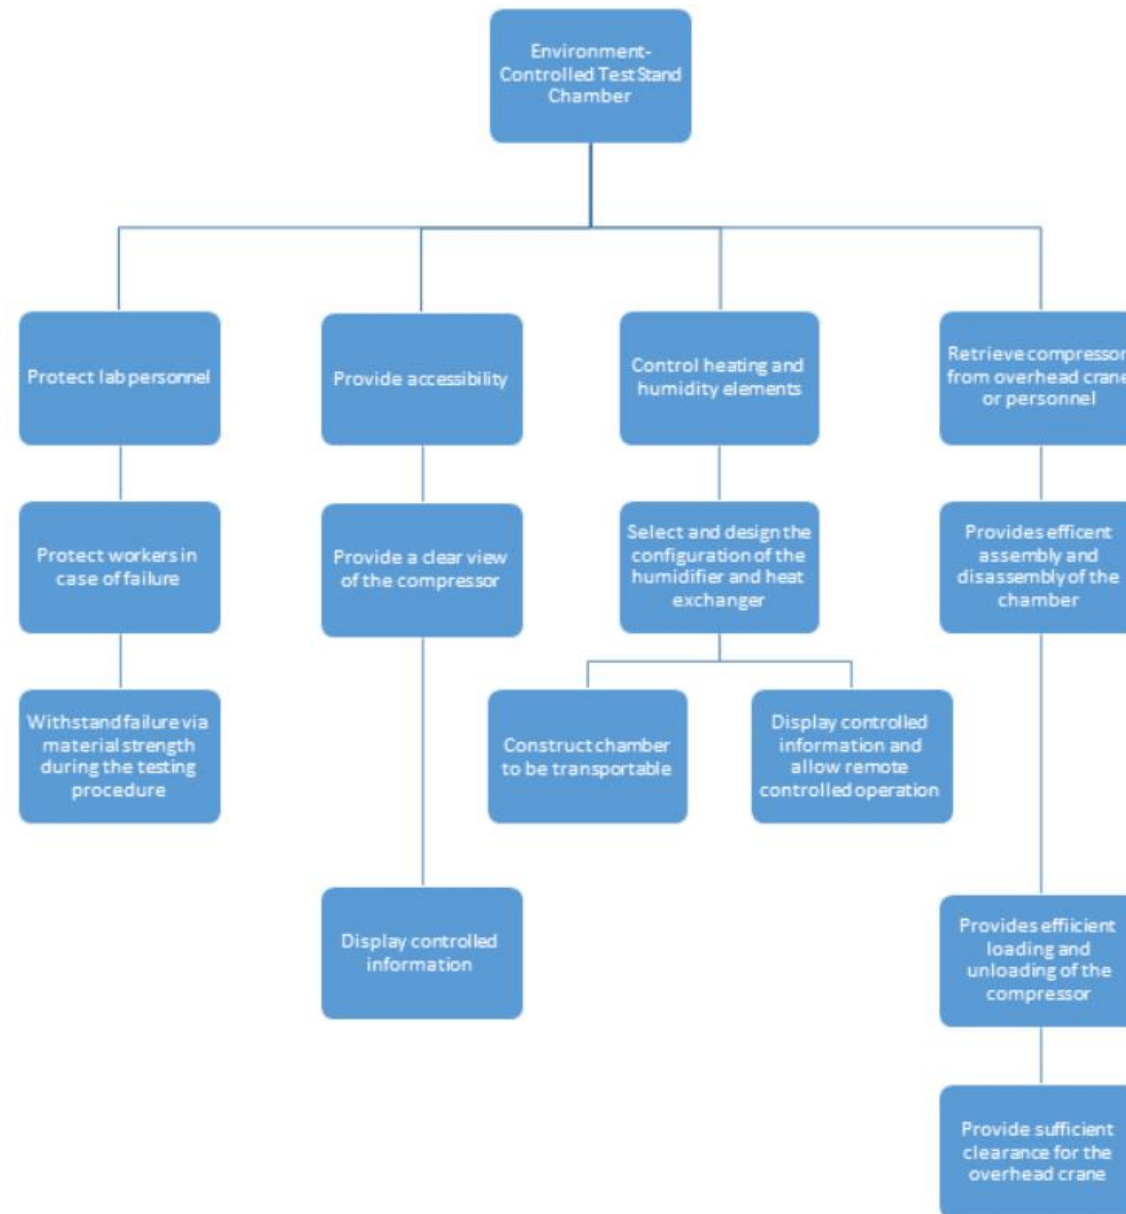 Environment-
Controlled Test Stand
Chamber
Protect lab personnel
Provide accessibility
Control heating and
humidity elements
Retrieve compressor
from overhead crane
or personnel
Protect workers in
case of failure
Provide a clear view
of the compressor
Select and design the
configuration of the
humidifier and heat
exchanger
Provides efficent
assembly and
disassembly of the
chamber
Withstand failure via
material strength
during the testing
procedure
Construct chamber
to be transportable
Display controlled
information and
allow remote
controlled operation
Display controlled
information
Provides effiicient
loading and
unloading of the
compressor
Provide sufficient
clearance for the
overhead crane